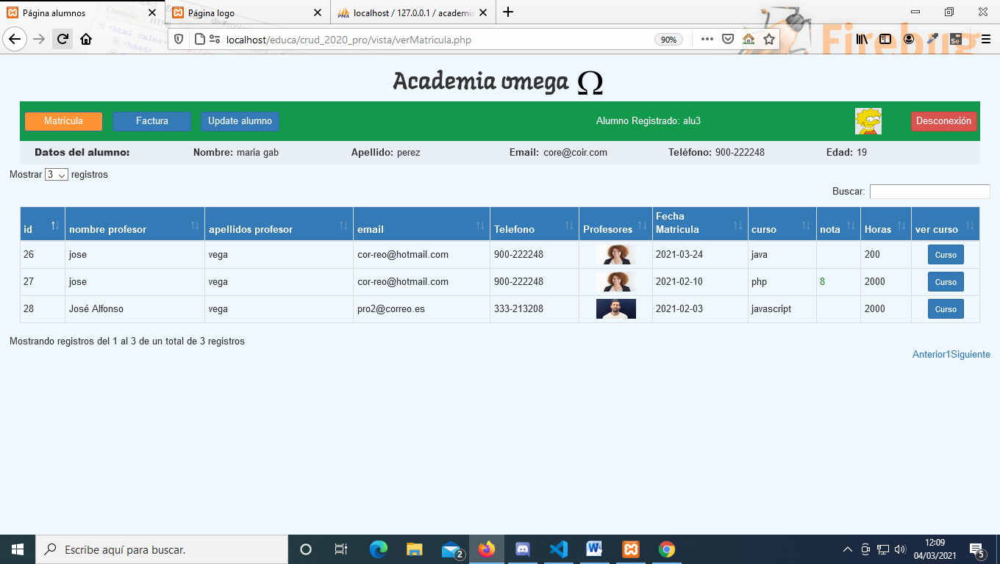 Página alumnos
Página logo
localhost / 127.0.0.1 / academia
localhost/educa/crud_2020_pro/vista/verMatricula.php
90%
Firebug
Academia omega Ω
Matrícula Factura Update alumno Alumno Registrado: alu3 Desconexión
Datos del alumno: Nombre: maria gab Apellido: perez Email: core@coir.com Teléfono: 900-222248 Edad: 19
Mostrar 3 registros
Buscar:
id nombre profesor apellidos profesor email Telefono Profesores Fecha Matricula curso nota Horas ver curso
26 jose vega cor-reo@hotmail.com 900-222248 2021-03-24 java 200 Curso
27 jose vega cor-reo@hotmail.com 900-222248 2021-02-10 php 8 2000 Curso
28 José Alfonso vega pro2@correo.es 333-213208 2021-02-03 javascript 2000 Curso
Mostrando registros del 1 al 3 de un total de 3 registros
Anterior1Siguiente
Escribe aquí para buscar.
2
12:09
04/03/2021
5